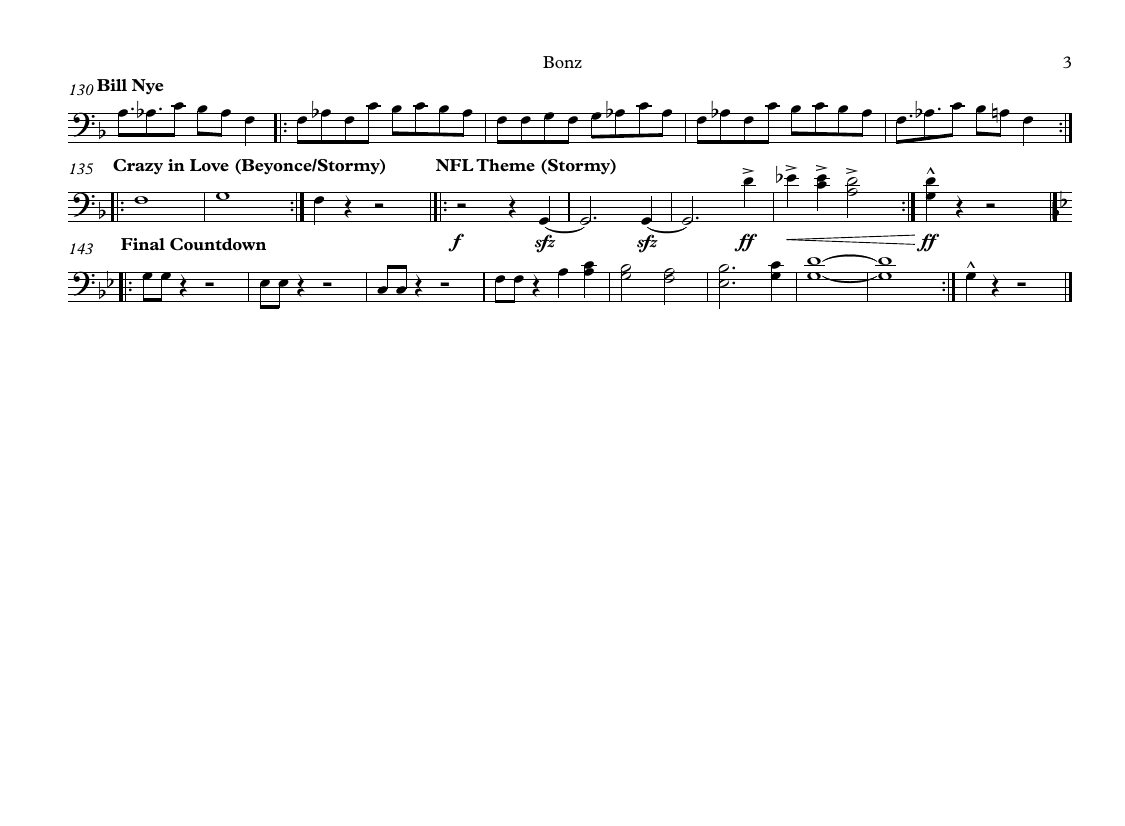 Bonz 3
130 Bill Nye
135 Crazy in Love (Beyonce/Stormy) NFL Theme (Stormy)
f sfz sfz ff ff
143 Final Countdown